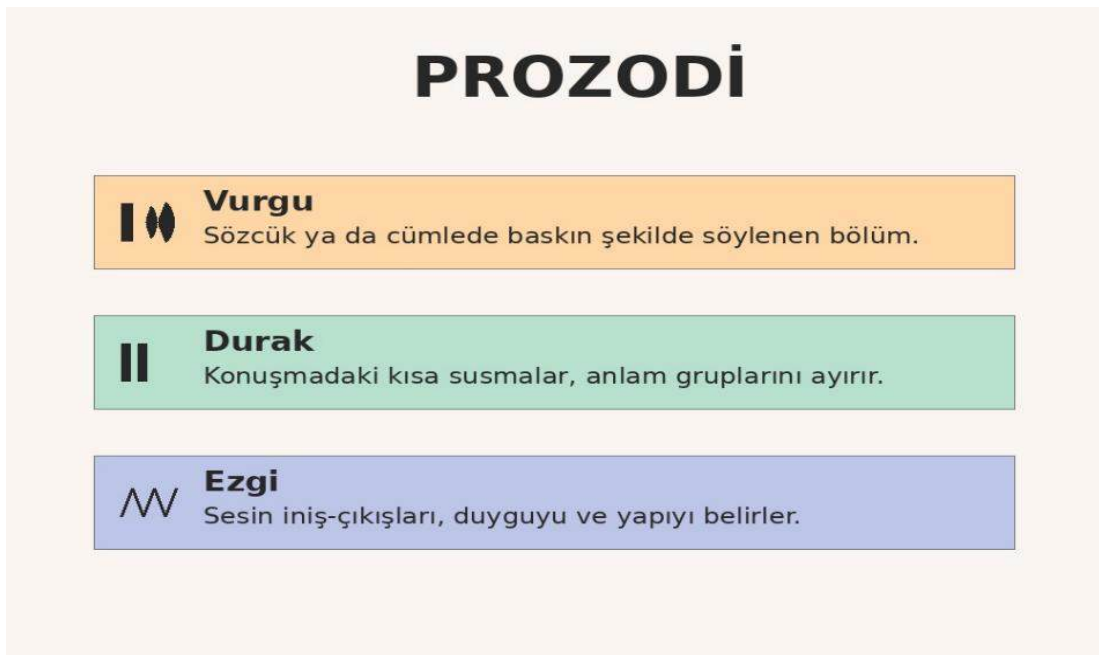 PROZODİ
Vurgu
Sözcük ya da cümlede baskın şekilde söylenen bölüm.
Durak
Konuşmadaki kısa susmalar, anlam gruplarını ayırır.
Ezgi
Sesin iniş-çıkışları, duyguyu ve yapıyı belirler.